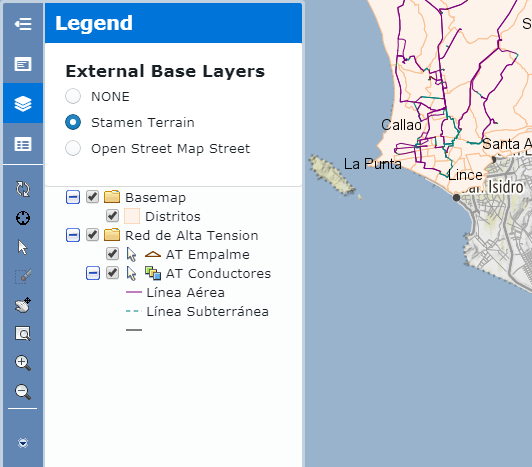 Legend
External Base Layers
NONE
Stamen Terrain
Open Street Map Street
Basemap
Distritos
Red de Alta Tension
AT Empalme
AT Conductores
Línea Aérea
Línea Subterránea
Callao
Santa A
La Punta
Lince
San Isidro